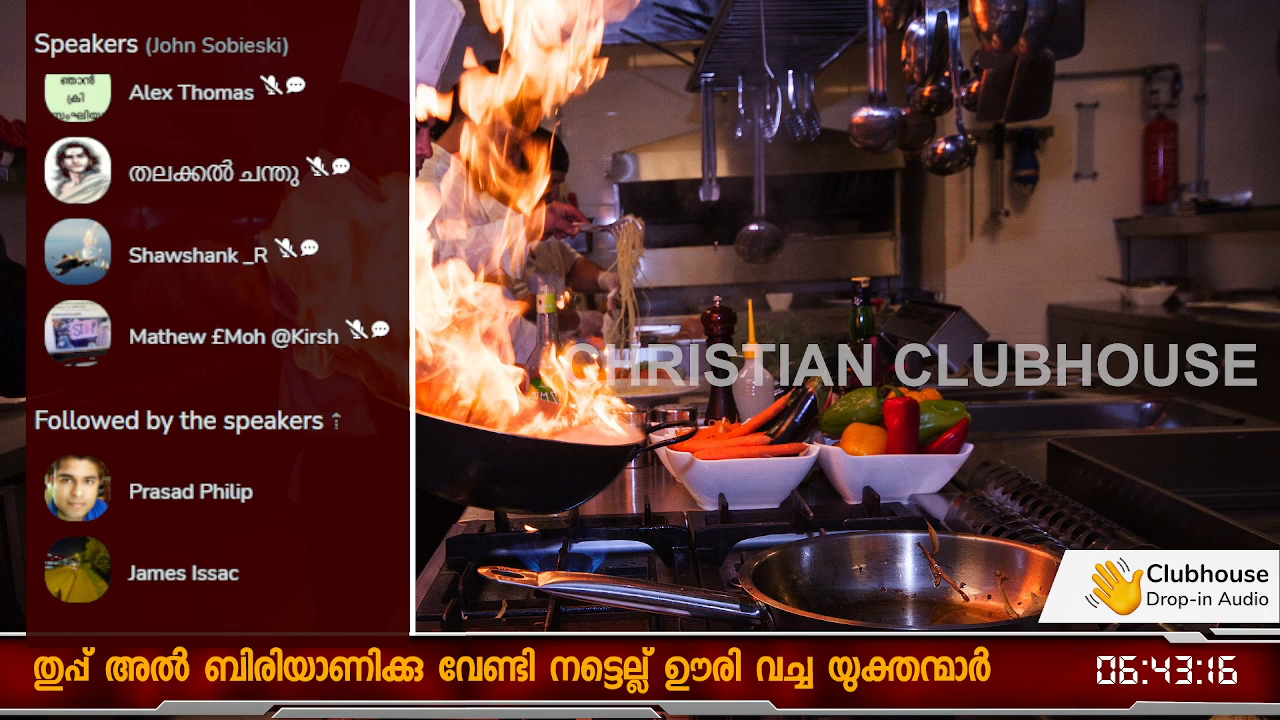 Speakers (John Sobieski)
ഞാൻ
ക്രി
സംഘിയ
Alex Thomas
തലക്കൽ ചന്തു
Shawshank _R
Mathew £Moh @Kirsh
Followed by the speakers ⇡
Prasad Philip
James Issac
CHRISTIAN CLUBHOUSE
Clubhouse
Drop-in Audio
തുപ്പ് അൽ ബിരിയാണിക്കു വേണ്ടി നട്ടെല്ല് ഊരി വച്ച യുക്തന്മാർ
06:43:16